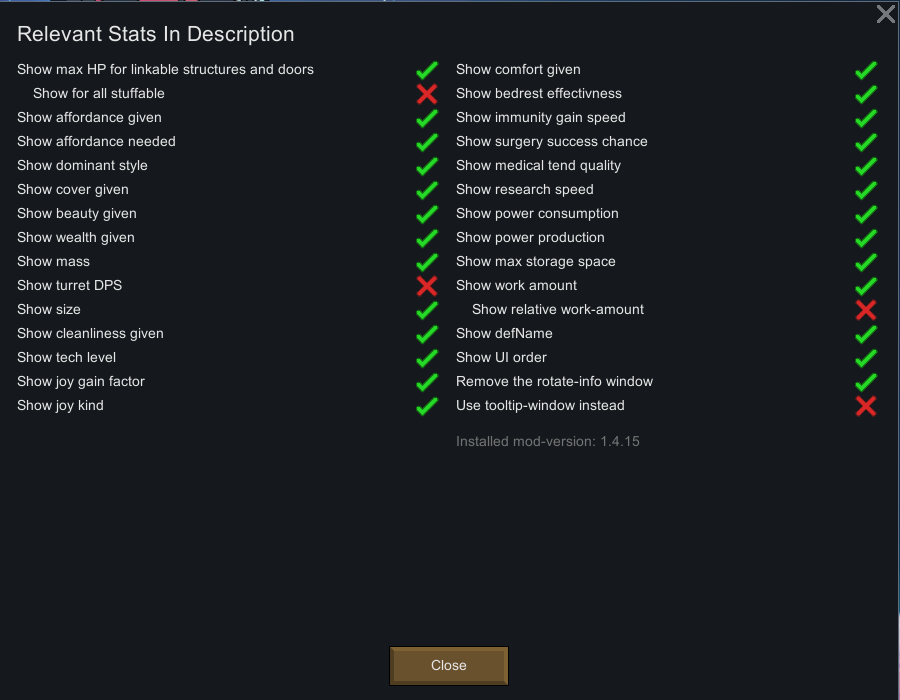 Relevant Stats In Description
Show max HP for linkable structures and doors
Show for all stuffable
Show affordance given
Show affordance needed
Show dominant style
Show cover given
Show beauty given
Show wealth given
Show mass
Show turret DPS
Show size
Show cleanliness given
Show tech level
Show joy gain factor
Show joy kind
Show comfort given
Show bedrest effectivness
Show immunity gain speed
Show surgery success chance
Show medical tend quality
Show research speed
Show power consumption
Show power production
Show max storage space
Show work amount
Show relative work-amount
Show defName
Show UI order
Remove the rotate-info window
Use tooltip-window instead
Installed mod-version: 1.4.15
Close